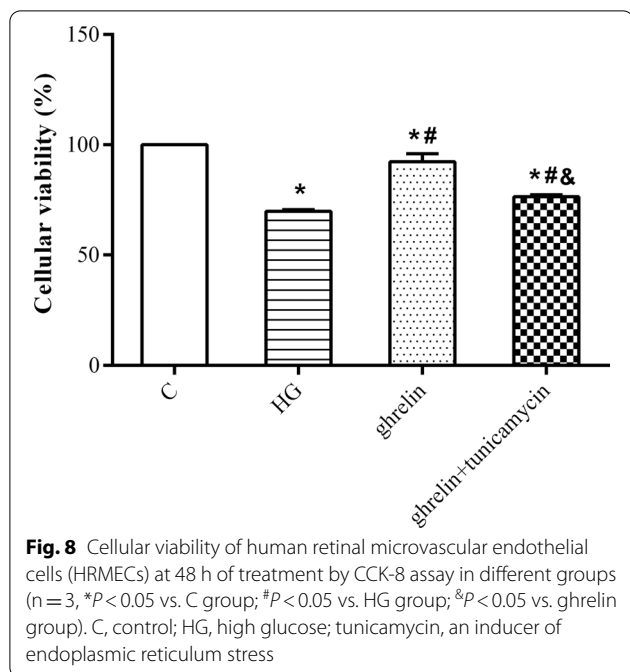 150
100
50
0
Cellular viability (%)
*
*#
*#&
C
HG
ghrelin
ghrelin+tunicamycin
Fig. 8 Cellular viability of human retinal microvascular endothelial
cells (HRMECs) at 48 h of treatment by CCK-8 assay in different groups
(n = 3, *P < 0.05 vs. C group; #P < 0.05 vs. HG group; &P < 0.05 vs. ghrelin
group). C, control; HG, high glucose; tunicamycin, an inducer of
endoplasmic reticulum stress